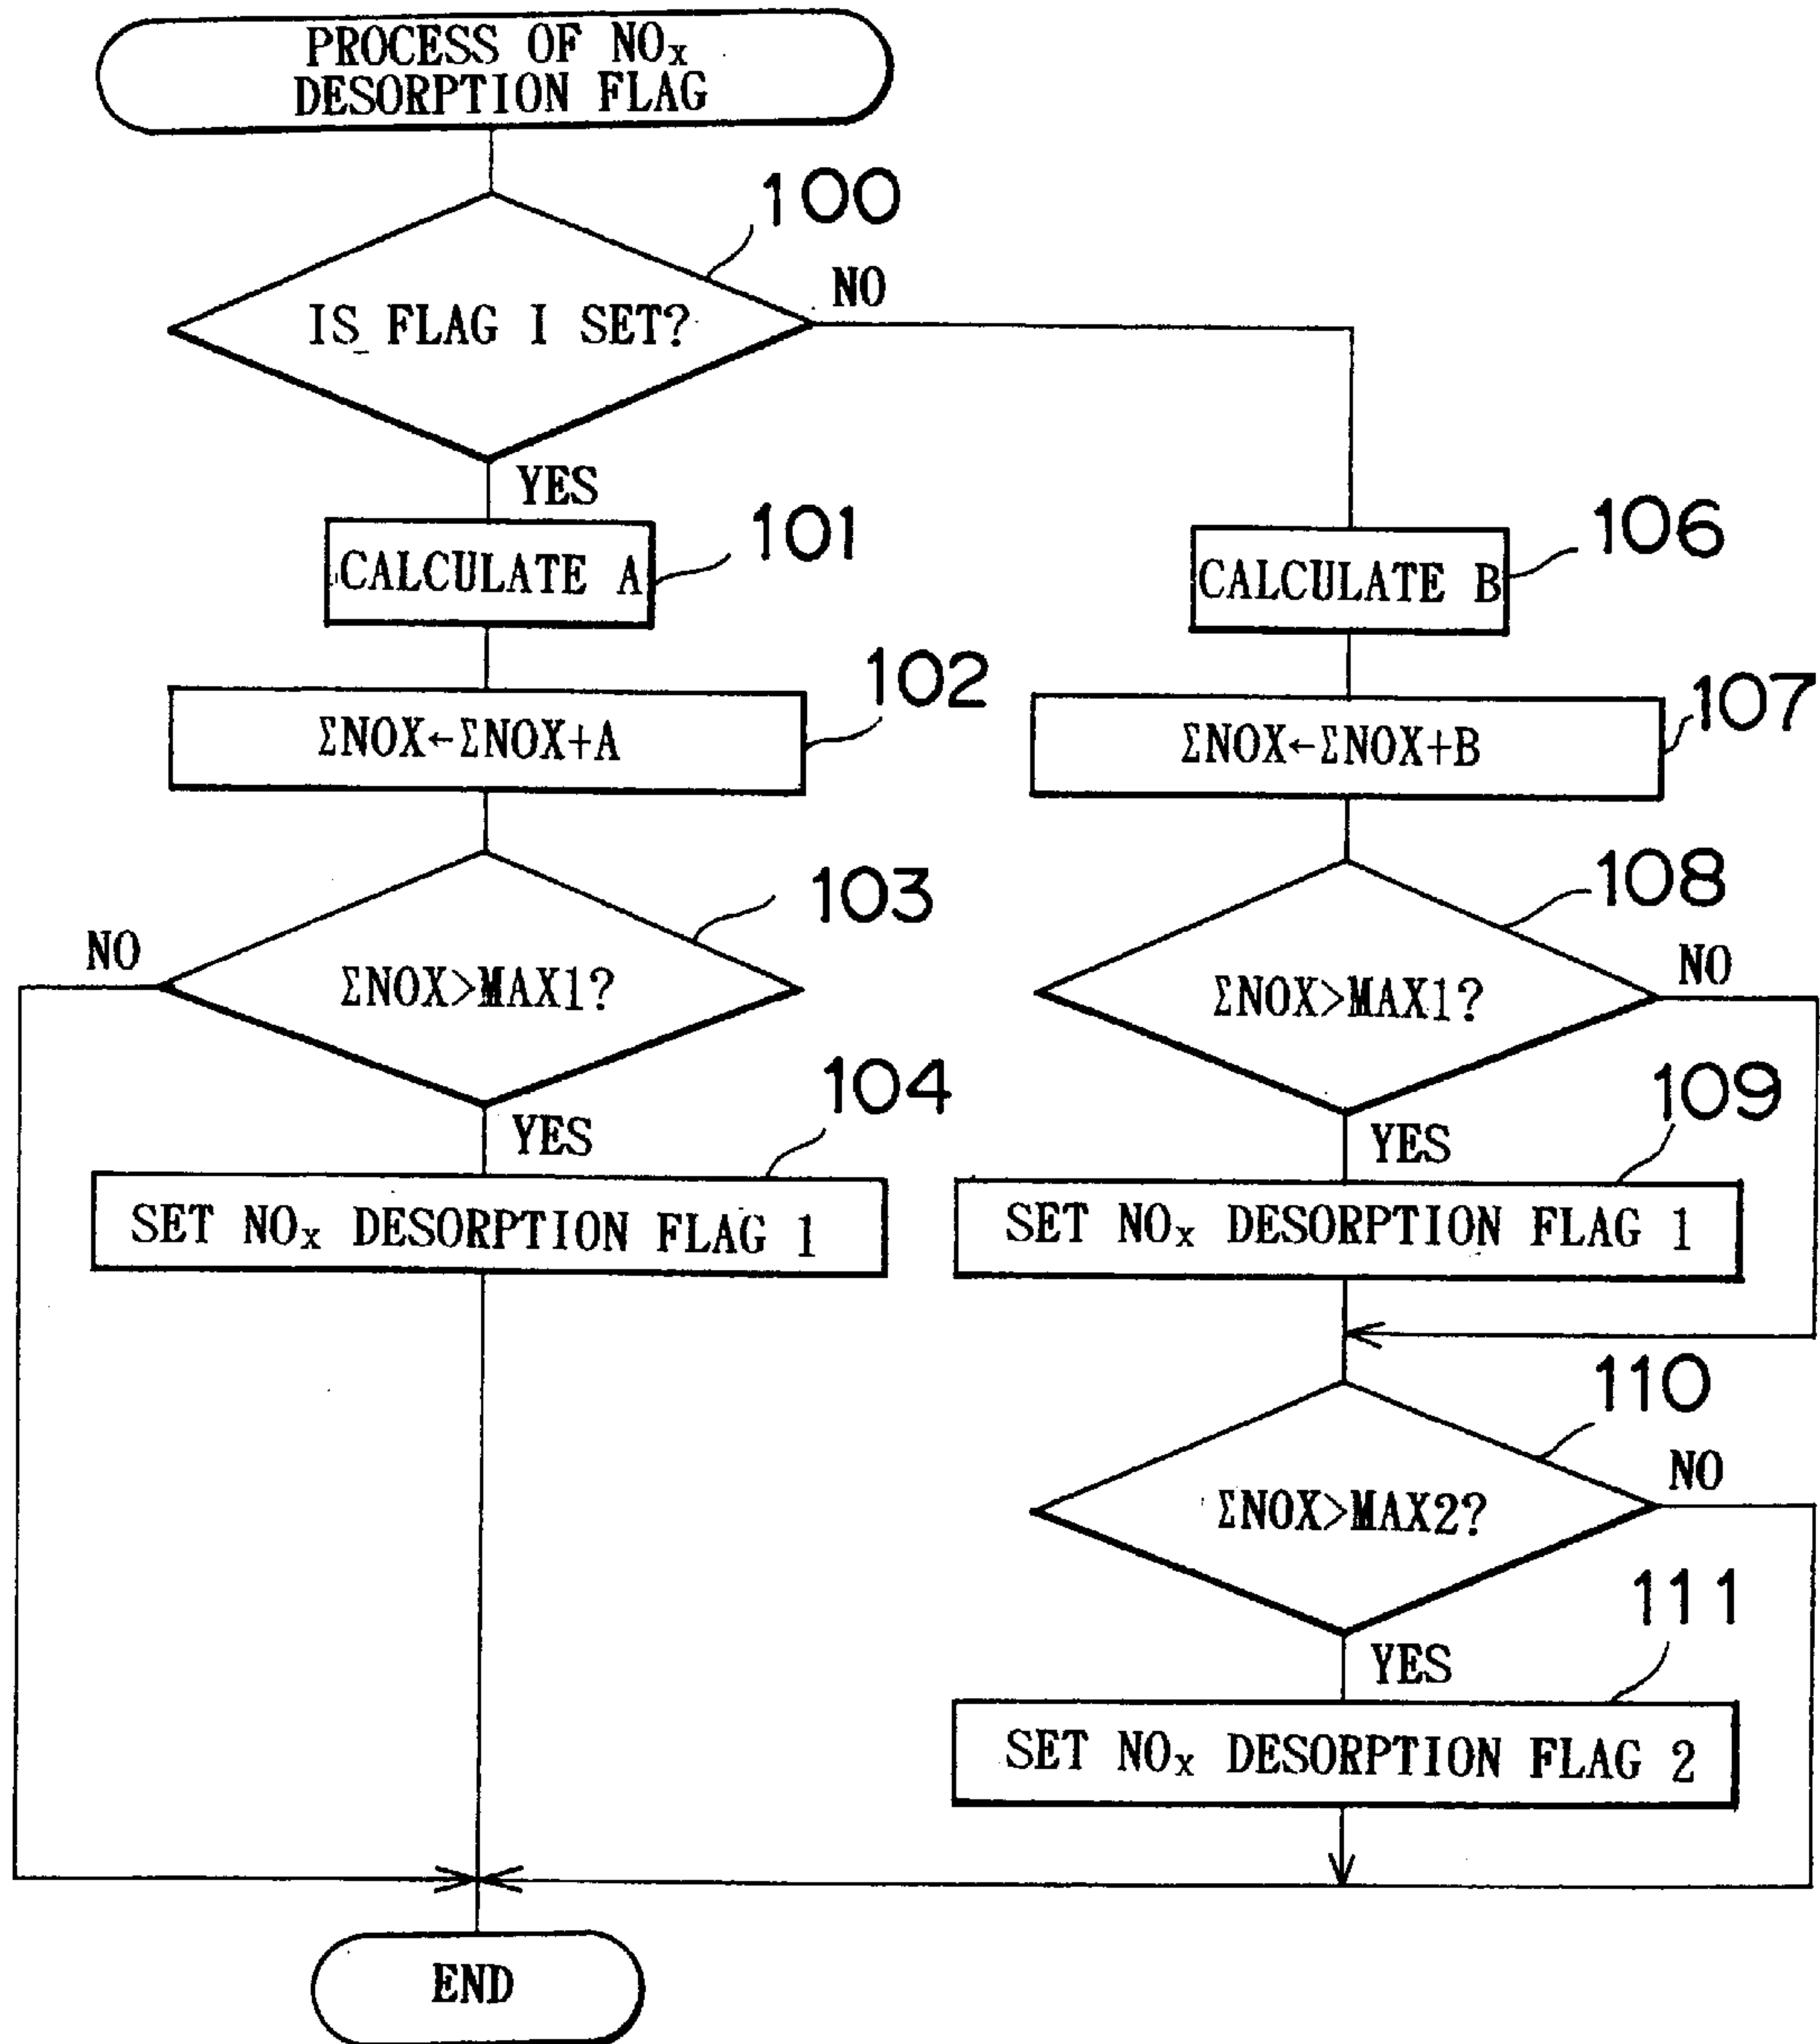 PROCESS OF NOx
DESORPTION FLAG
100
IS FLAG I SET?
NO
YES
CALCULATE A
101
ΣNOX←ΣNOX+A
102
ΣNOX>MAX1?
103
NO
YES
104
SET NOx DESORPTION FLAG 1
CALCULATE B
106
ΣNOX←ΣNOX+B
107
ΣNOX>MAX1?
108
NO
YES
109
SET NOx DESORPTION FLAG 1
110
ΣNOX>MAX2?
NO
YES
111
SET NOx DESORPTION FLAG 2
END